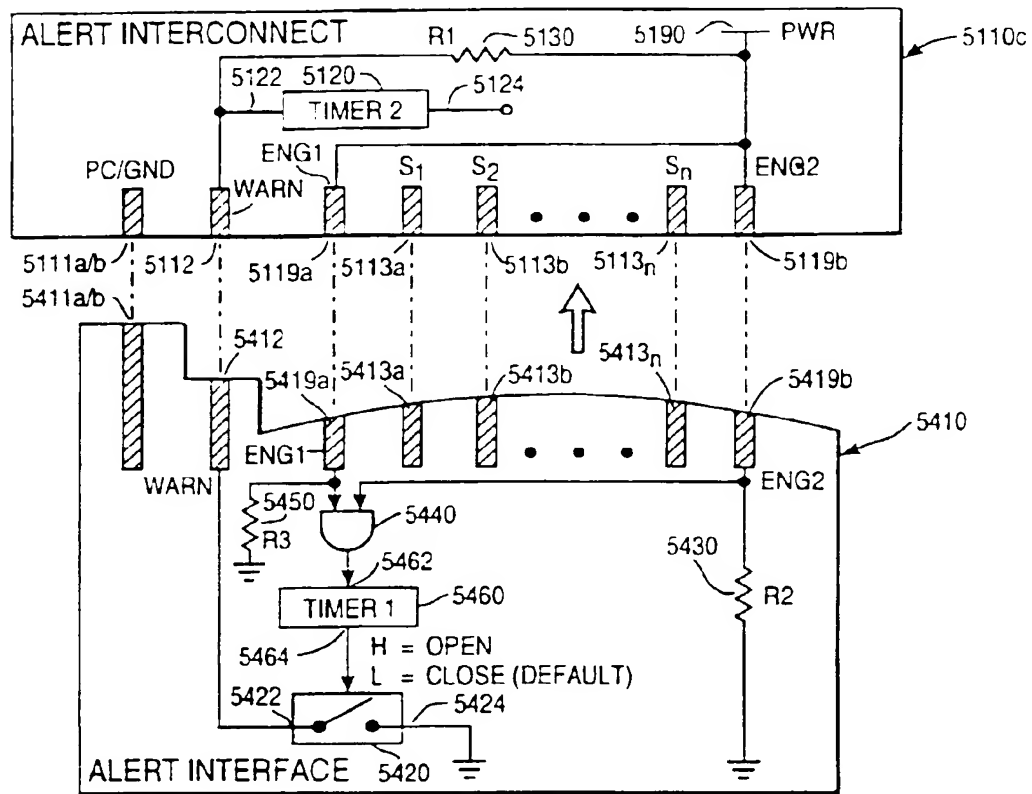 ALERT INTERCONNECT
R1
5130
5190
PWR
5110c
5122
5120
5124
TIMER 2
PC/GND
WARN
ENG1
S1
S2
Sn
ENG2
5111a/b
5112
5119a
5113a
5113b
5113n
5119b
5411a/b
5412
5419a
5413a
5413b
5413n
5419b
5410
WARN
ENG1
ENG2
5450
R3
5440
5462
TIMER 1
5460
5430
R2
5464
H = OPEN
L = CLOSE (DEFAULT)
5422
5424
5420
ALERT INTERFACE